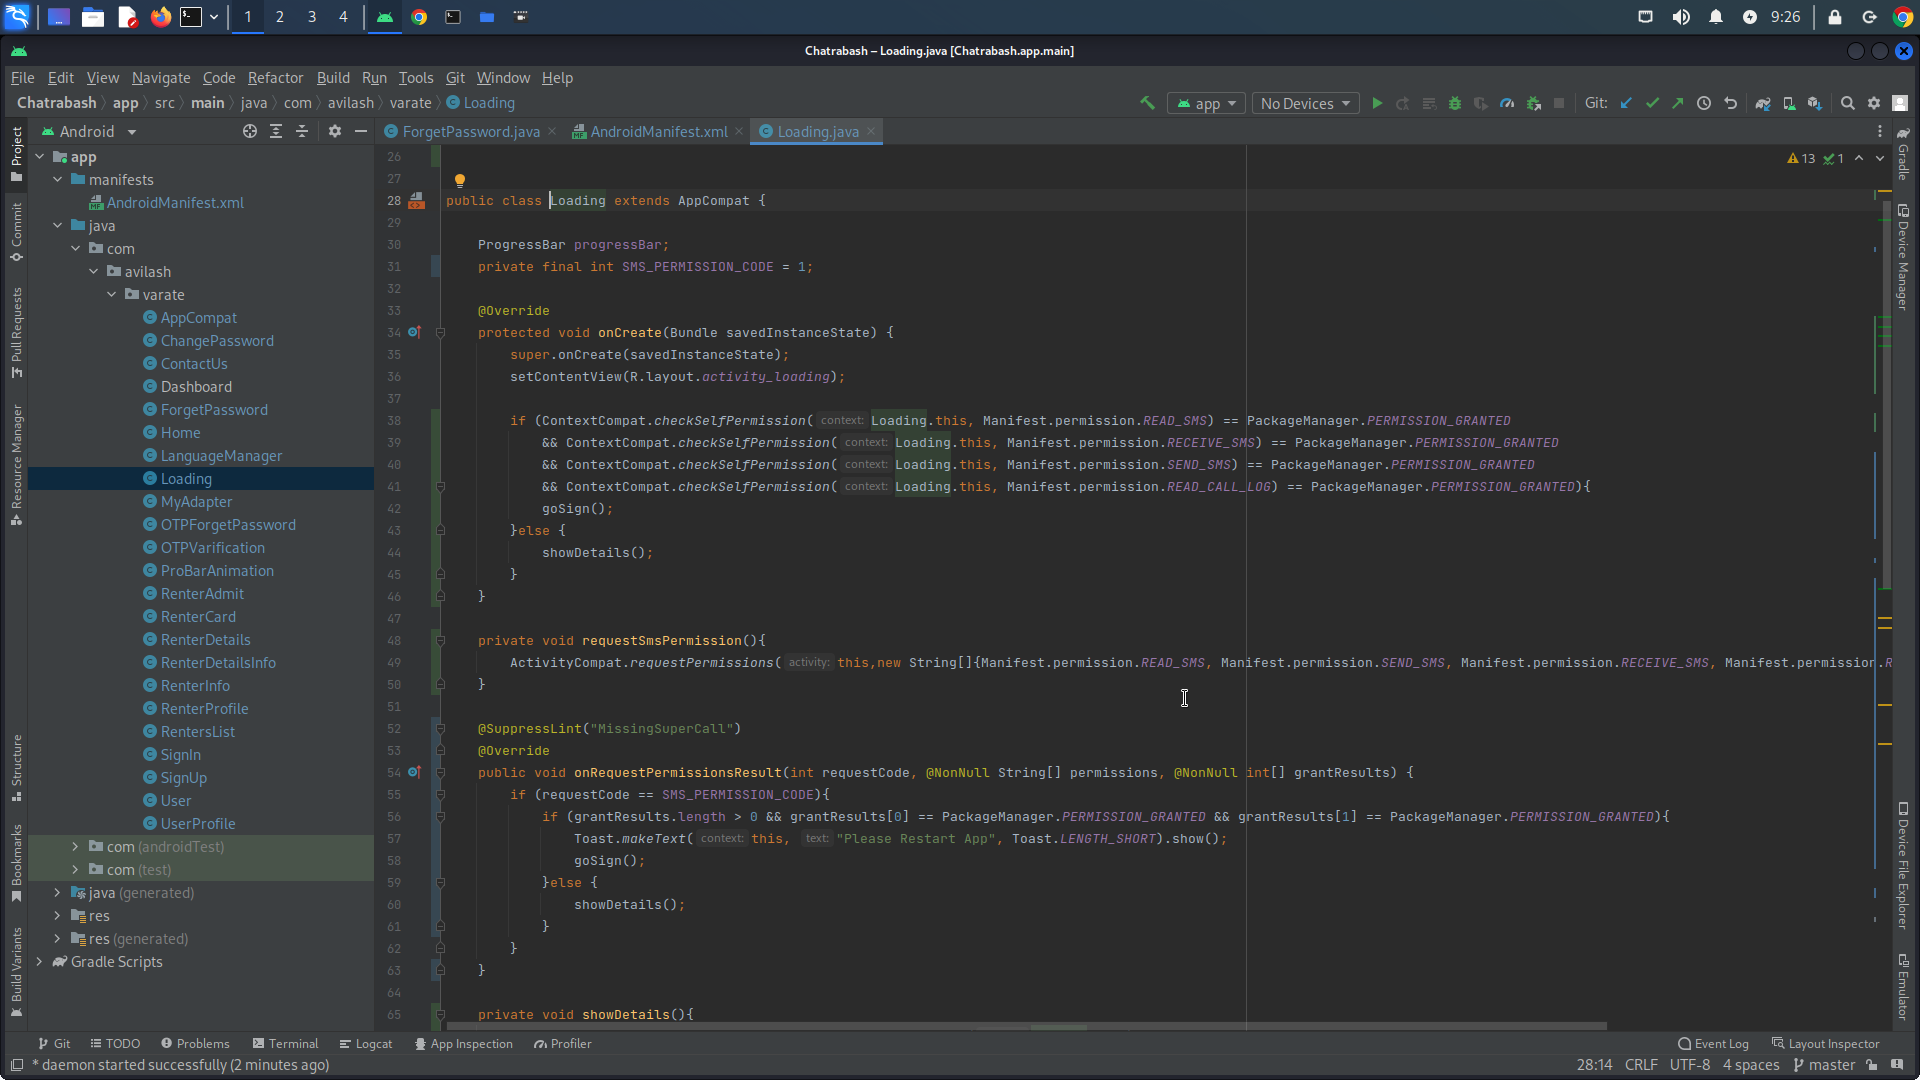 1 2 3 4 9:26
Chatrabash – Loading.java [Chatrabash.app.main]
File Edit View Navigate Code Refactor Build Run Tools Git Window Help
Chatrabash app src main java com avilash varate Loading app No Devices Git:
Android ForgetPassword.java AndroidManifest.xml Loading.java
Project
Commit
Pull Requests
Resource Manager
Structure
Bookmarks
Build Variants
app
manifests
AndroidManifest.xml
java
com
avilash
varate
AppCompat
ChangePassword
ContactUs
Dashboard
ForgetPassword
Home
LanguageManager
Loading
MyAdapter
OTPForgetPassword
OTPVarification
ProBarAnimation
RenterAdmit
RenterCard
RenterDetails
RenterDetailsInfo
RenterInfo
RenterProfile
RentersList
SignIn
SignUp
User
UserProfile
com (androidTest)
com (test)
java (generated)
res
res (generated)
Gradle Scripts
13 1
26
27
28 public class Loading extends AppCompat {
29
30 ProgressBar progressBar;
31 private final int SMS_PERMISSION_CODE = 1;
32
33 @Override
34 protected void onCreate(Bundle savedInstanceState) {
35 super.onCreate(savedInstanceState);
36 setContentView(R.layout.activity_loading);
37
38 if (ContextCompat.checkSelfPermission( context: Loading.this, Manifest.permission.READ_SMS) == PackageManager.PERMISSION_GRANTED
39 && ContextCompat.checkSelfPermission( context: Loading.this, Manifest.permission.RECEIVE_SMS) == PackageManager.PERMISSION_GRANTED
40 && ContextCompat.checkSelfPermission( context: Loading.this, Manifest.permission.SEND_SMS) == PackageManager.PERMISSION_GRANTED
41 && ContextCompat.checkSelfPermission( context: Loading.this, Manifest.permission.READ_CALL_LOG) == PackageManager.PERMISSION_GRANTED){
42 goSign();
43 }else {
44 showDetails();
45 }
46 }
47
48 private void requestSmsPermission(){
49 ActivityCompat.requestPermissions( activity: this,new String[]{Manifest.permission.READ_SMS, Manifest.permission.SEND_SMS, Manifest.permission.RECEIVE_SMS, Manifest.permission.R
50 }
51
52 @SuppressLint("MissingSuperCall")
53 @Override
54 public void onRequestPermissionsResult(int requestCode, @NonNull String[] permissions, @NonNull int[] grantResults) {
55 if (requestCode == SMS_PERMISSION_CODE){
56 if (grantResults.length > 0 && grantResults[0] == PackageManager.PERMISSION_GRANTED && grantResults[1] == PackageManager.PERMISSION_GRANTED){
57 Toast.makeText( context: this, text: "Please Restart App", Toast.LENGTH_SHORT).show();
58 goSign();
59 }else {
60 showDetails();
61 }
62 }
63 }
64
65 private void showDetails(){
Gradle
Device Manager
Device File Explorer
Emulator
Git TODO Problems Terminal Logcat App Inspection Profiler Event Log Layout Inspector
* daemon started successfully (2 minutes ago) 28:14 CRLF UTF-8 4 spaces master